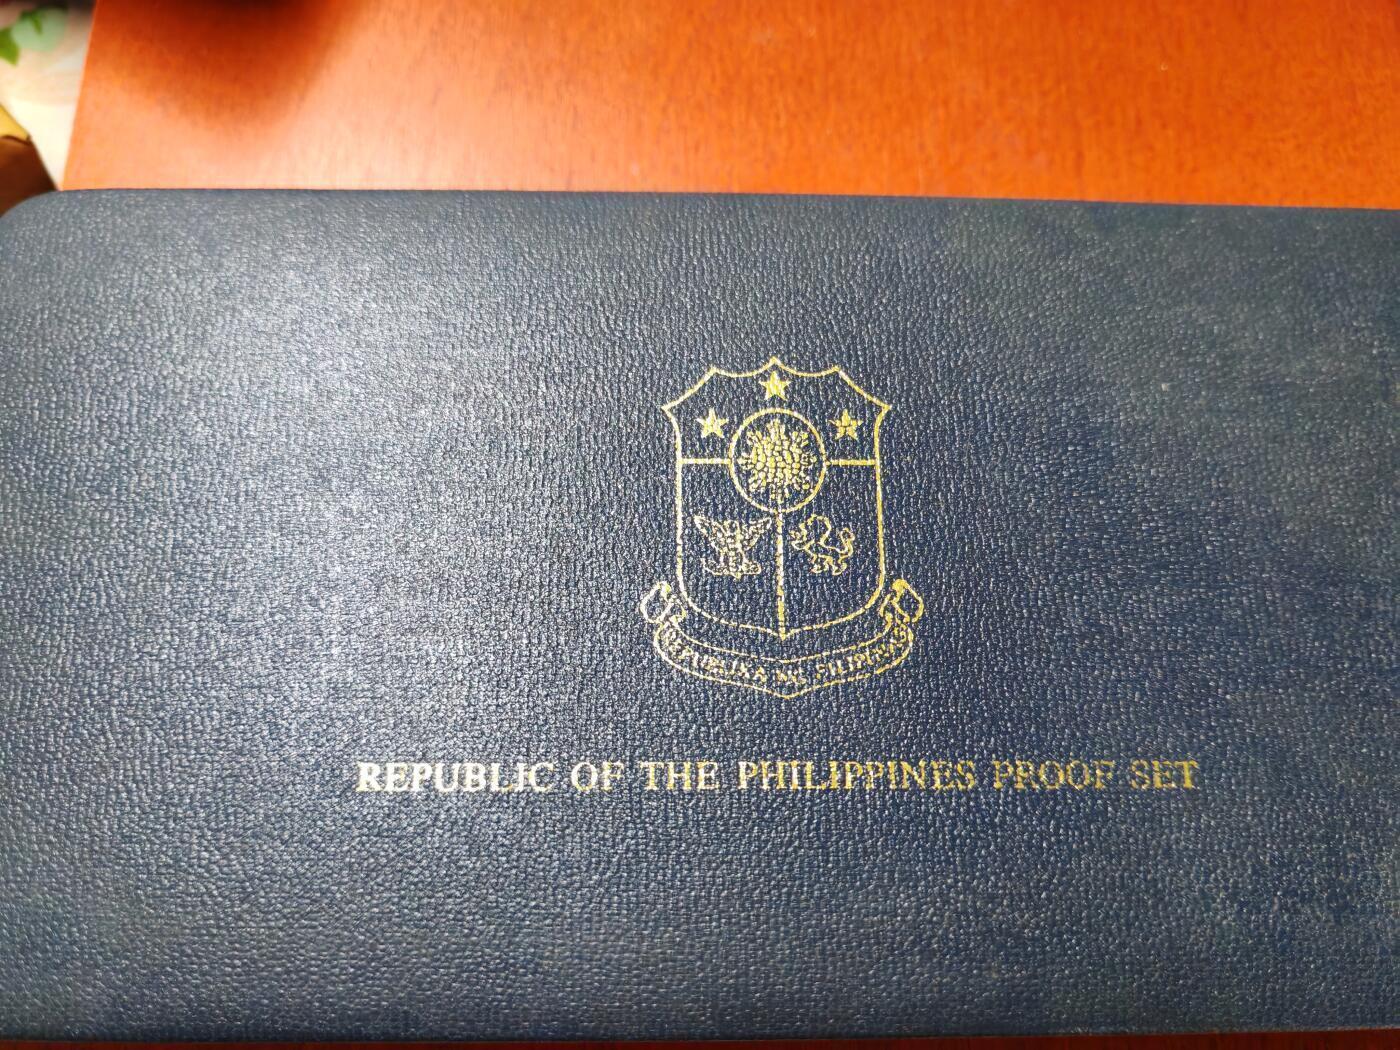 REPUBLIKA NG PILIPINAS
REPUBLIC OF THE PHILIPPINES PROOF SET